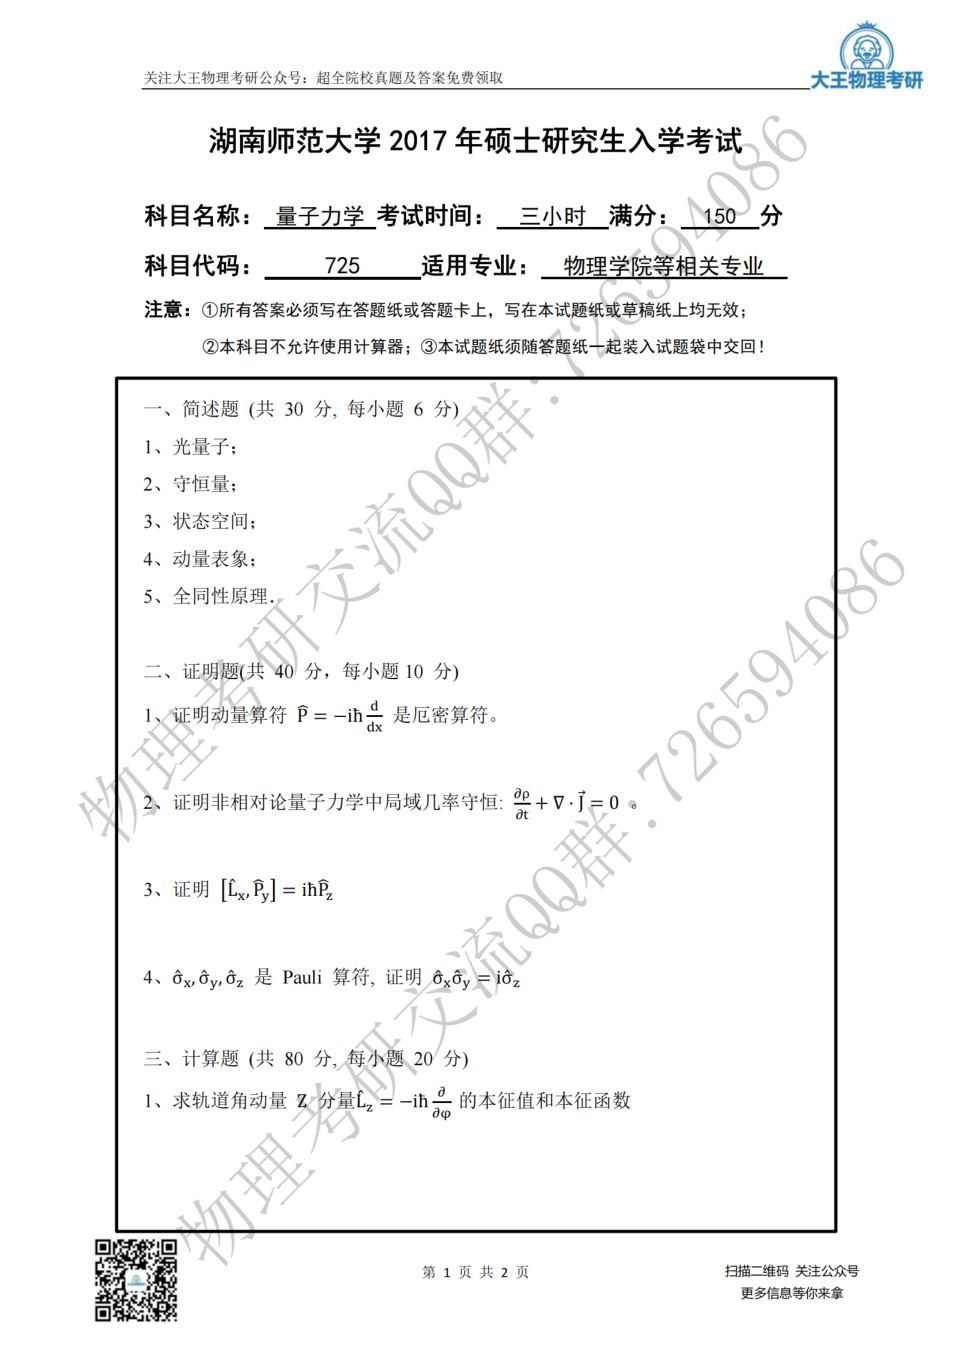 关注大王物理考研公众号：超全院校真题及答案免费领取
大王物理考研
湖南师范大学 2017 年硕士研究生入学考试
科目名称： 量子力学 考试时间： 三小时 满分： 150 分
科目代码： 725 适用专业： 物理学院等相关专业
注意：①所有答案必须写在答题纸或答题卡上，写在本试题纸或草稿纸上均无效；
②本科目不允许使用计算器；③本试题纸须随答题纸一起装入试题袋中交回！
一、简述题 (共 30 分, 每小题 6 分)
1、光量子；
2、守恒量；
3、状态空间；
4、动量表象；
5、全同性原理．
二、证明题(共 40 分，每小题 10 分)
1、证明动量算符 P̂ = −iħ d/dx 是厄密算符。
2、证明非相对论量子力学中局域几率守恒: ∂ρ/∂t + ∇ · J⃗ = 0 。
3、证明 [L̂x, P̂y] = iħP̂z
4、σ̂x, σ̂y, σ̂z 是 Pauli 算符, 证明 σ̂xσ̂y = iσ̂z
三、计算题 (共 80 分, 每小题 20 分)
1、求轨道角动量 Z 分量L̂z = −iħ ∂/∂φ 的本征值和本征函数
物理考研交流QQ群：726594086
物理考研交流QQ群：726594086
第 1 页 共 2 页
扫描二维码 关注公众号
更多信息等你来拿